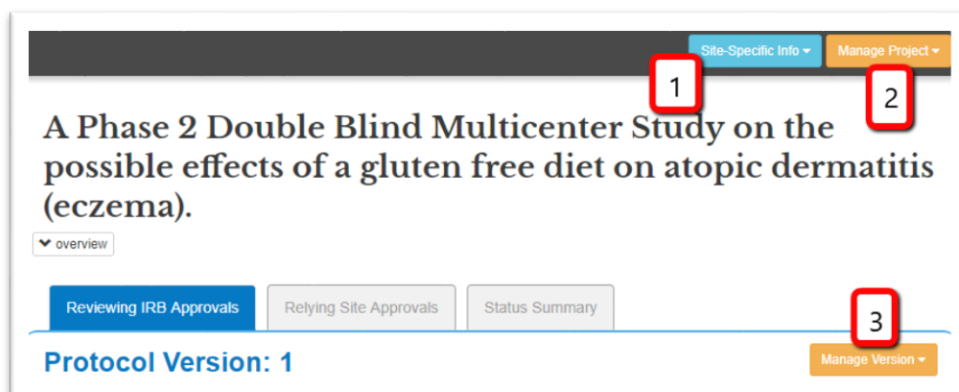 Site-Specific Info Manage Project
1 2
A Phase 2 Double Blind Multicenter Study on the
possible effects of a gluten free diet on atopic dermatitis
(eczema).
overview
Reviewing IRB Approvals Relying Site Approvals Status Summary
3
Protocol Version: 1 Manage Version